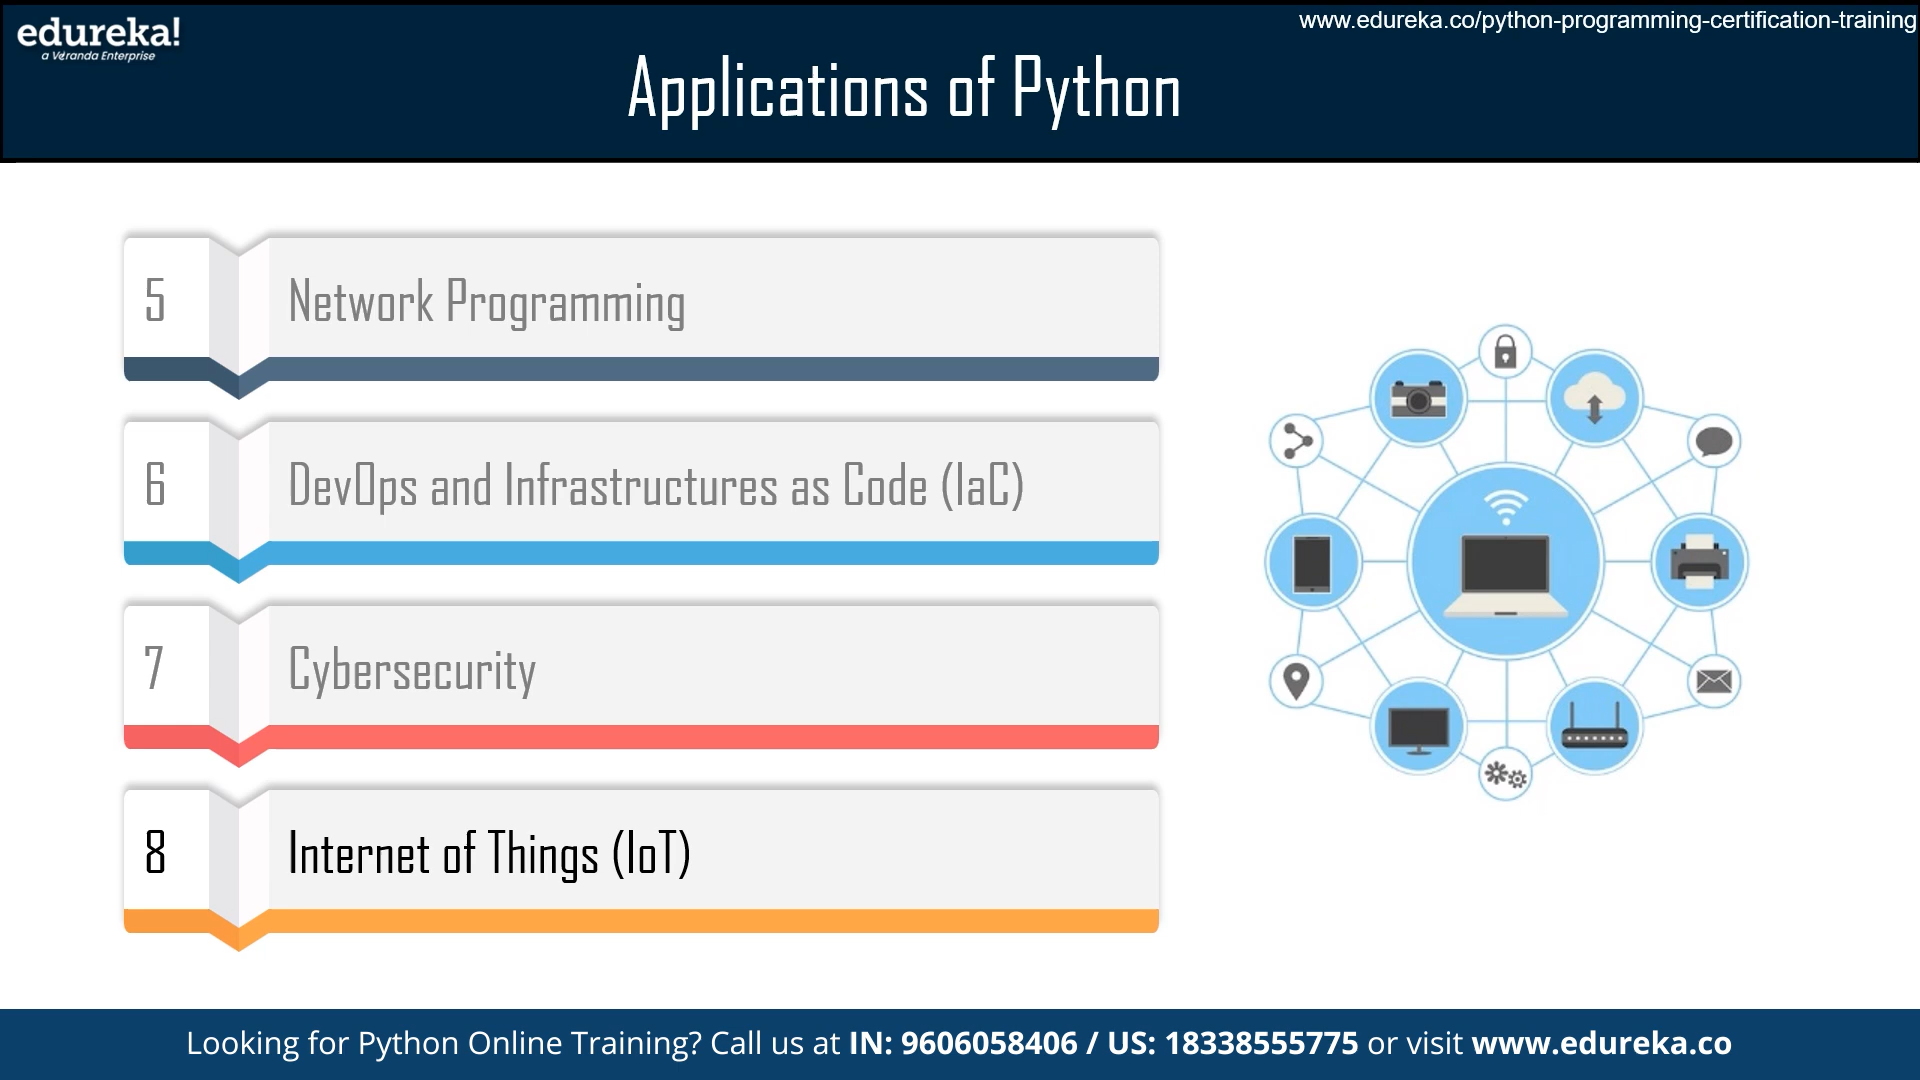 edureka!
a Veranda Enterprise
www.edureka.co/python-programming-certification-training
Applications of Python
5
Network Programming
6
DevOps and Infrastructures as Code (IaC)
7
Cybersecurity
8
Internet of Things (IoT)
Looking for Python Online Training? Call us at IN: 9606058406 / US: 18338555775 or visit www.edureka.co